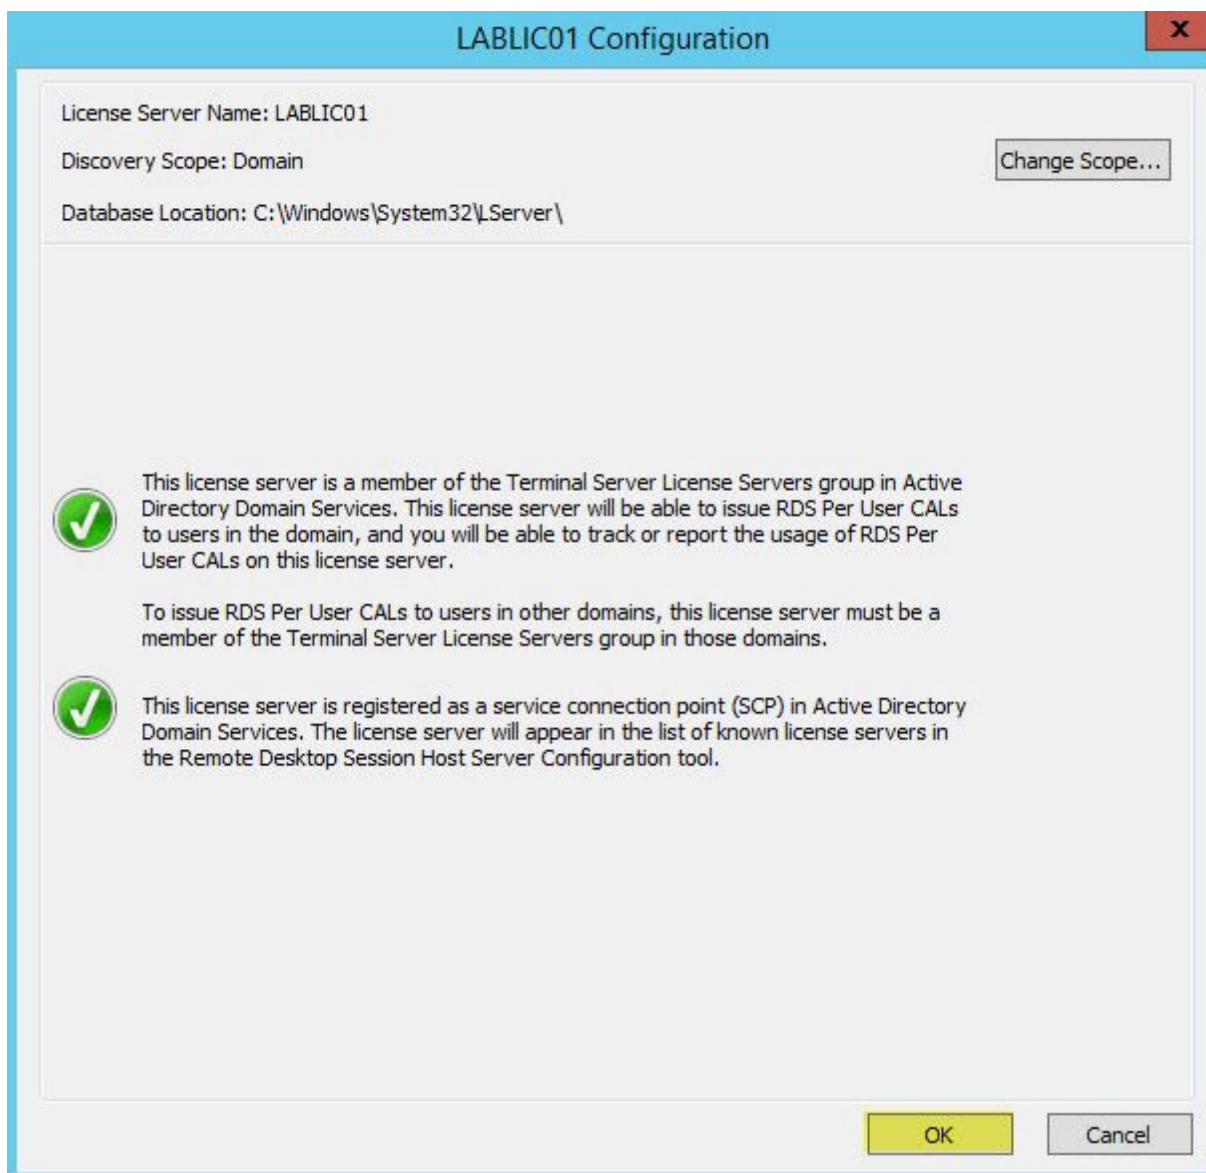 LABLIC01 Configuration
x
License Server Name: LABLIC01
Discovery Scope: Domain
Change Scope...
Database Location: C:\Windows\System32\LServer\
This license server is a member of the Terminal Server License Servers group in Active
Directory Domain Services. This license server will be able to issue RDS Per User CALs
to users in the domain, and you will be able to track or report the usage of RDS Per
User CALs on this license server.
To issue RDS Per User CALs to users in other domains, this license server must be a
member of the Terminal Server License Servers group in those domains.
This license server is registered as a service connection point (SCP) in Active Directory
Domain Services. The license server will appear in the list of known license servers in
the Remote Desktop Session Host Server Configuration tool.
OK
Cancel